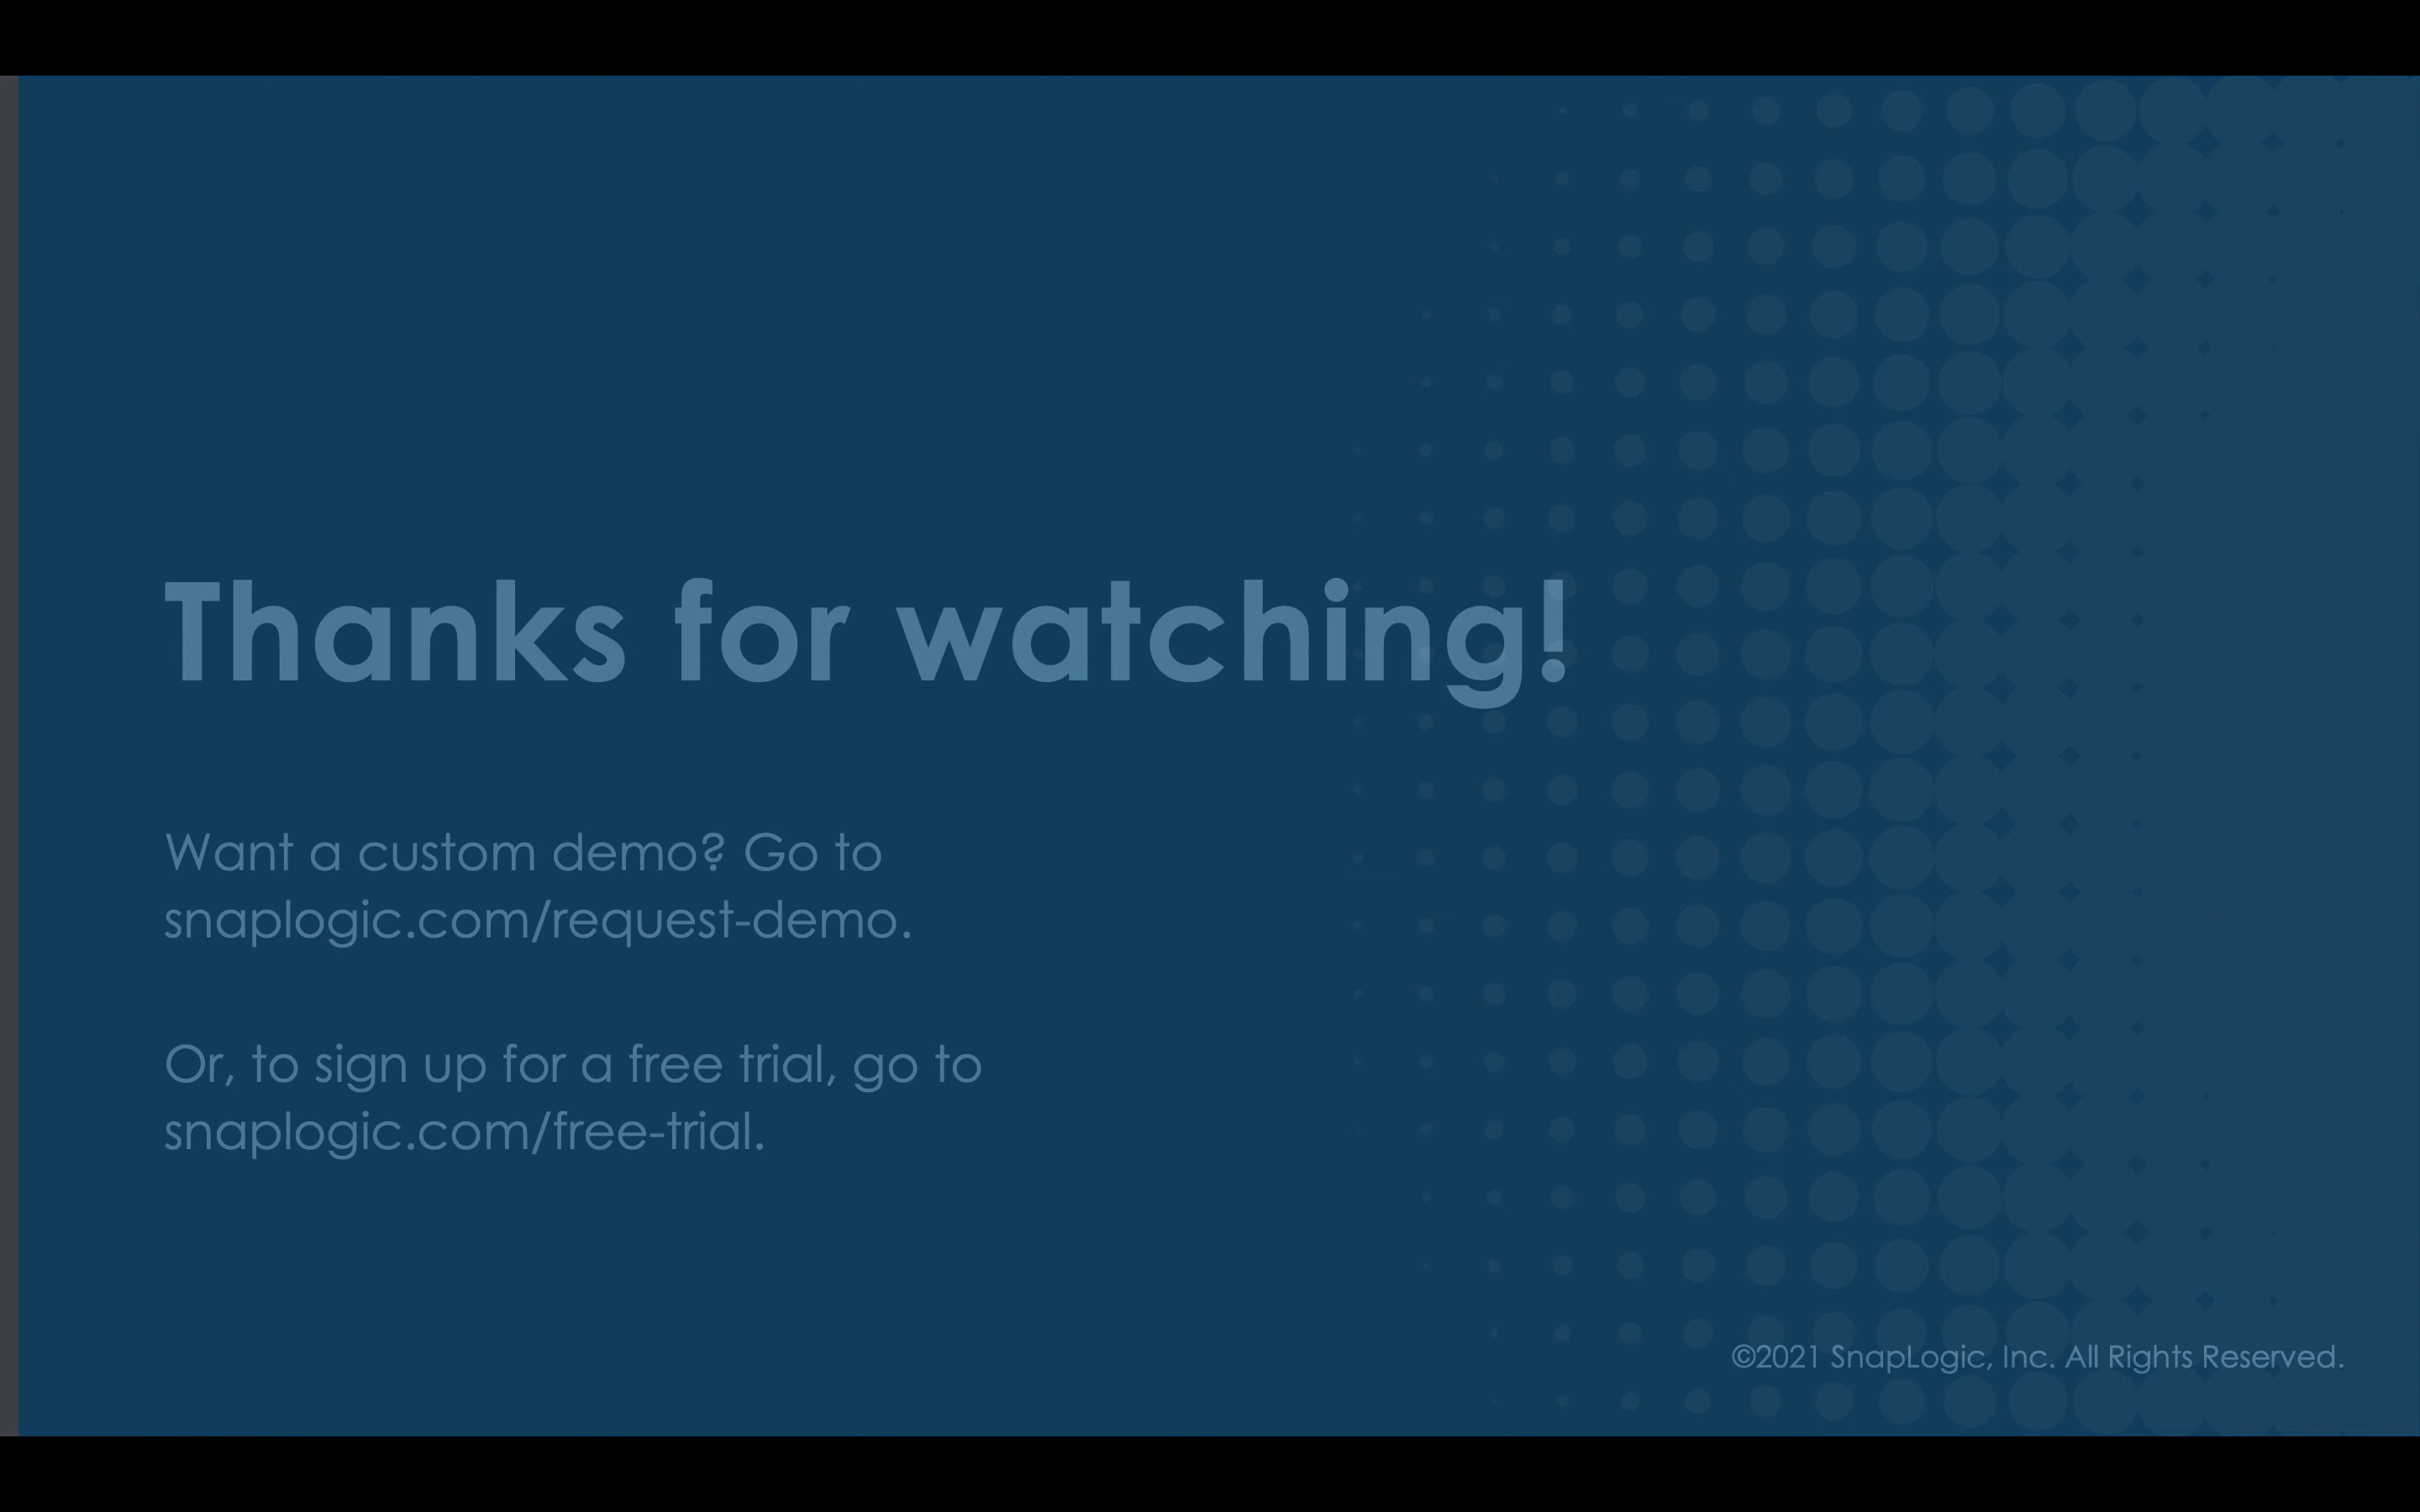 Thanks for watching!
Want a custom demo? Go to
snaplogic.com/request-demo.
Or, to sign up for a free trial, go to
snaplogic.com/free-trial.
©2021 SnapLogic, Inc. All Rights Reserved.